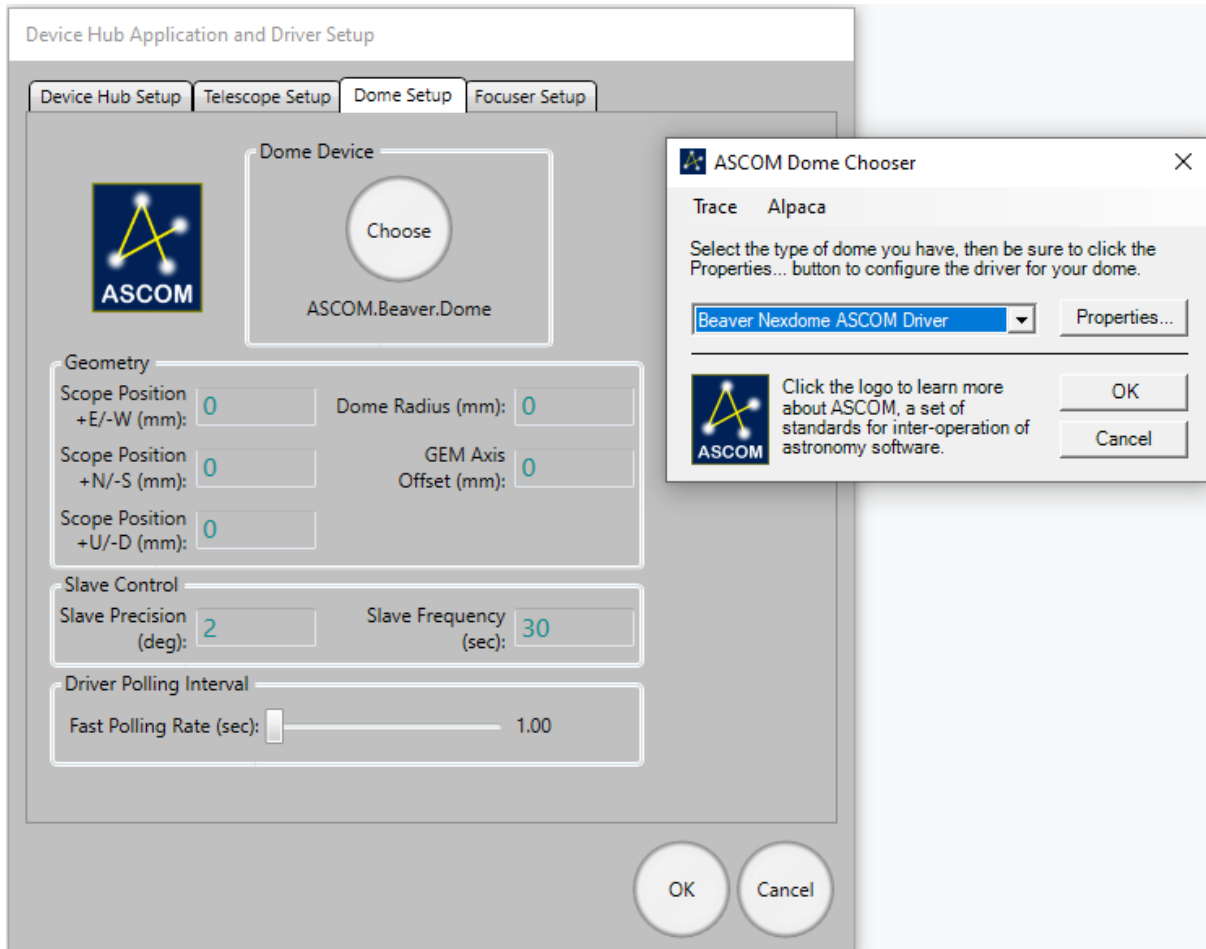 Device Hub Application and Driver Setup
Device Hub Setup
Telescope Setup
Dome Setup
Focuser Setup
Dome Device
ASCOM
Choose
ASCOM.Beaver.Dome
Geometry
Scope Position
+E/-W (mm):
0
Dome Radius (mm):
0
Scope Position
+N/-S (mm):
0
GEM Axis
Offset (mm):
0
Scope Position
+U/-D (mm):
0
Slave Control
Slave Precision
(deg):
2
Slave Frequency
(sec):
30
Driver Polling Interval
Fast Polling Rate (sec):
1.00
OK
Cancel
ASCOM Dome Chooser
Trace
Alpaca
Select the type of dome you have, then be sure to click the
Properties... button to configure the driver for your dome.
Beaver Nexdome ASCOM Driver
Properties...
ASCOM
Click the logo to learn more
about ASCOM, a set of
standards for inter-operation of
astronomy software.
OK
Cancel